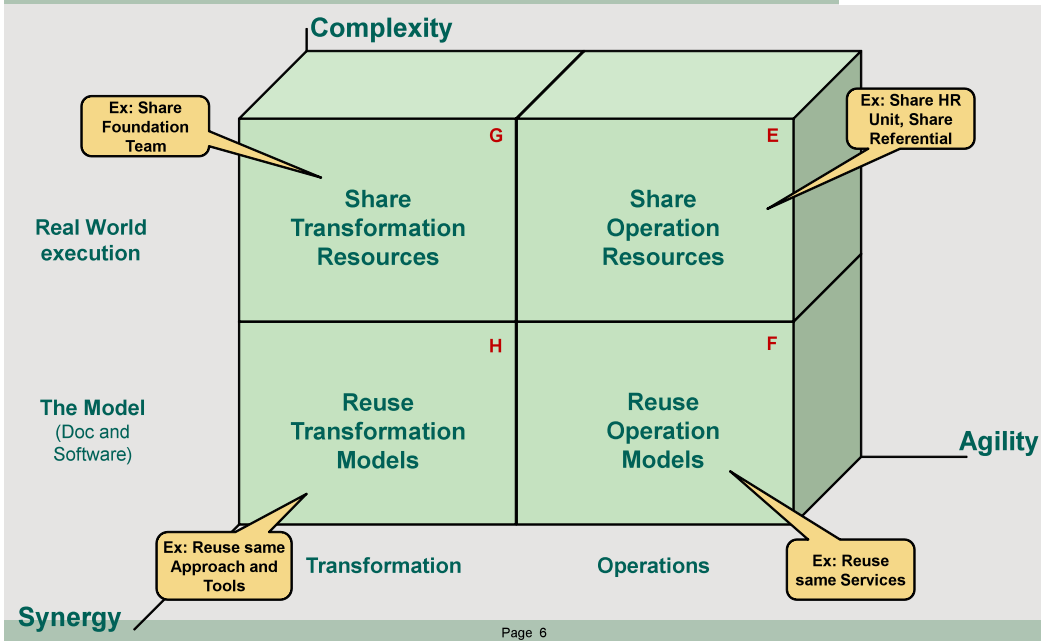 Complexity
Ex: Share
Foundation
Team
Ex: Share HR
Unit, Share
Referential
G
E
Share
Transformation
Resources
Share
Operation
Resources
Real World
execution
H
F
Reuse
Transformation
Models
Reuse
Operation
Models
The Model
(Doc and
Software)
Agility
Ex: Reuse same
Approach and
Tools
Transformation
Operations
Ex: Reuse
same Services
Synergy
Page 6